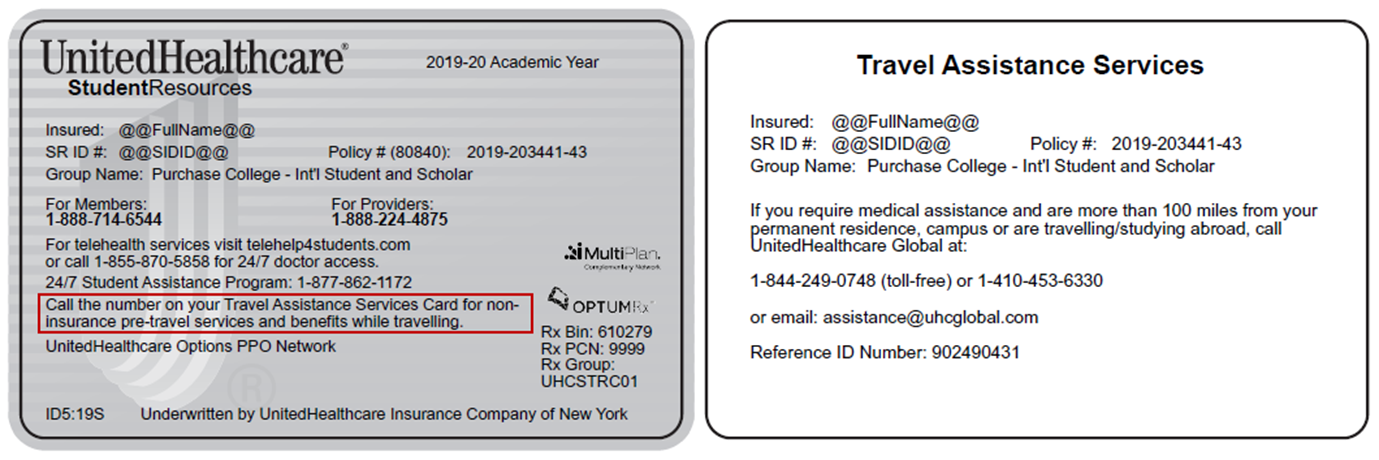 UnitedHealthcare®
StudentResources
2019-20 Academic Year
Insured: @@FullName@@
SR ID #: @@SIDID@@ Policy # (80840): 2019-203441-43
Group Name: Purchase College - Int'l Student and Scholar
For Members: For Providers:
1-888-714-6544 1-888-224-4875
For telehealth services visit telehelp4students.com
or call 1-855-870-5858 for 24/7 doctor access.
24/7 Student Assistance Program: 1-877-862-1172
Call the number on your Travel Assistance Services Card for non-
insurance pre-travel services and benefits while travelling.
UnitedHealthcare Options PPO Network
MultiPlan.
Complementary Network
OPTUMRx
Rx Bin: 610279
Rx PCN: 9999
Rx Group:
UHCSTRC01
®
ID5:19S Underwritten by UnitedHealthcare Insurance Company of New York
Travel Assistance Services
Insured: @@FullName@@
SR ID #: @@SIDID@@ Policy #: 2019-203441-43
Group Name: Purchase College - Int'l Student and Scholar
If you require medical assistance and are more than 100 miles from your
permanent residence, campus or are travelling/studying abroad, call
UnitedHealthcare Global at:
1-844-249-0748 (toll-free) or 1-410-453-6330
or email: assistance@uhcglobal.com
Reference ID Number: 902490431